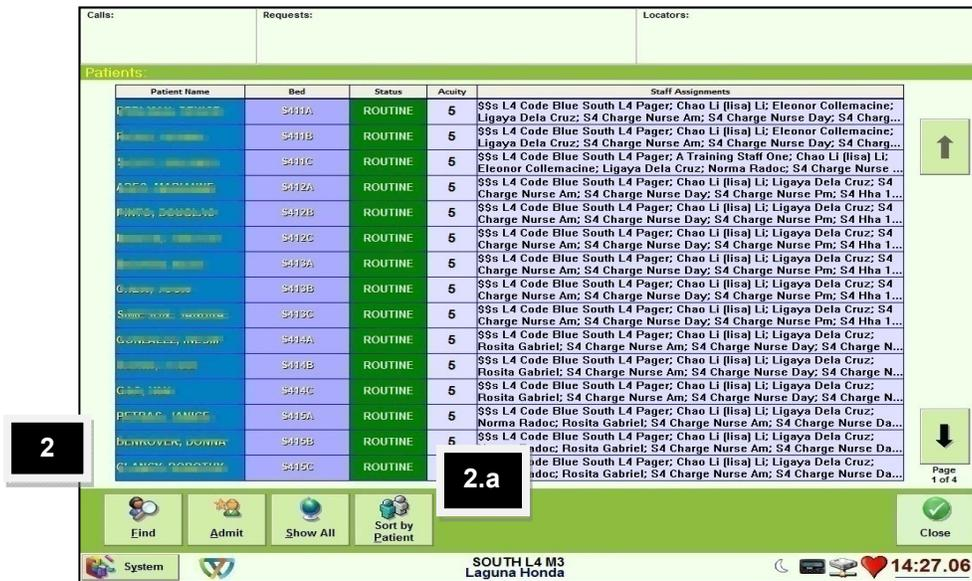 Calls: Requests: Locators:
Patients:
Patient Name Bed Status Acuity Staff Assignments
S411A ROUTINE 5 $$s L4 Code Blue South L4 Pager; Chao Li (lisa) Li; Eleonor Collemacine;
Ligaya Dela Cruz; S4 Charge Nurse Am; S4 Charge Nurse Day; S4 Charg...
S411B ROUTINE 5 $$s L4 Code Blue South L4 Pager; Chao Li (lisa) Li; Eleonor Collemacine;
Ligaya Dela Cruz; S4 Charge Nurse Am; S4 Charge Nurse Day; S4 Charg...
S411C ROUTINE 5 $$s L4 Code Blue South L4 Pager; A Training Staff One; Chao Li (lisa) Li;
Eleonor Collemacine; Ligaya Dela Cruz; Norma Radoc; S4 Charge Nurse ...
S412A ROUTINE 5 $$s L4 Code Blue South L4 Pager; Chao Li (lisa) Li; Ligaya Dela Cruz; S4
Charge Nurse Am; S4 Charge Nurse Day; S4 Charge Nurse Pm; S4 Hha 1...
S412B ROUTINE 5 $$s L4 Code Blue South L4 Pager; Chao Li (lisa) Li; Ligaya Dela Cruz; S4
Charge Nurse Am; S4 Charge Nurse Day; S4 Charge Nurse Pm; S4 Hha 1...
S412C ROUTINE 5 $$s L4 Code Blue South L4 Pager; Chao Li (lisa) Li; Ligaya Dela Cruz; S4
Charge Nurse Am; S4 Charge Nurse Day; S4 Charge Nurse Pm; S4 Hha 1...
S413A ROUTINE 5 $$s L4 Code Blue South L4 Pager; Chao Li (lisa) Li; Ligaya Dela Cruz; S4
Charge Nurse Am; S4 Charge Nurse Day; S4 Charge Nurse Pm; S4 Hha 1...
S413B ROUTINE 5 $$s L4 Code Blue South L4 Pager; Chao Li (lisa) Li; Ligaya Dela Cruz; S4
Charge Nurse Am; S4 Charge Nurse Day; S4 Charge Nurse Pm; S4 Hha 1...
S413C ROUTINE 5 $$s L4 Code Blue South L4 Pager; Chao Li (lisa) Li; Ligaya Dela Cruz; S4
Charge Nurse Am; S4 Charge Nurse Day; S4 Charge Nurse Pm; S4 Hha 1...
S414A ROUTINE 5 $$s L4 Code Blue South L4 Pager; Chao Li (lisa) Li; Ligaya Dela Cruz;
Rosita Gabriel; S4 Charge Nurse Am; S4 Charge Nurse Day; S4 Charge N...
S414B ROUTINE 5 $$s L4 Code Blue South L4 Pager; Chao Li (lisa) Li; Ligaya Dela Cruz;
Rosita Gabriel; S4 Charge Nurse Am; S4 Charge Nurse Day; S4 Charge N...
S414C ROUTINE 5 $$s L4 Code Blue South L4 Pager; Chao Li (lisa) Li; Ligaya Dela Cruz;
Rosita Gabriel; S4 Charge Nurse Am; S4 Charge Nurse Day; S4 Charge N...
S415A ROUTINE 5 $$s L4 Code Blue South L4 Pager; Chao Li (lisa) Li; Ligaya Dela Cruz;
Norma Radoc; Rosita Gabriel; S4 Charge Nurse Am; S4 Charge Nurse Da...
S415B ROUTINE 5 $$s L4 Code Blue South L4 Pager; Chao Li (lisa) Li; Ligaya Dela Cruz;
Rosita Gabriel; S4 Charge Nurse Am; S4 Charge Nurse Da...
S415C ROUTINE Blue South L4 Pager; Chao Li (lisa) Li; Ligaya Dela Cruz;
Rosita Gabriel; S4 Charge Nurse Am; S4 Charge Nurse Da...
2
2.a
Page
1 of 4
Find Admit Show All Sort by Patient Close
System SOUTH L4 M3 14:27.06
Laguna Honda